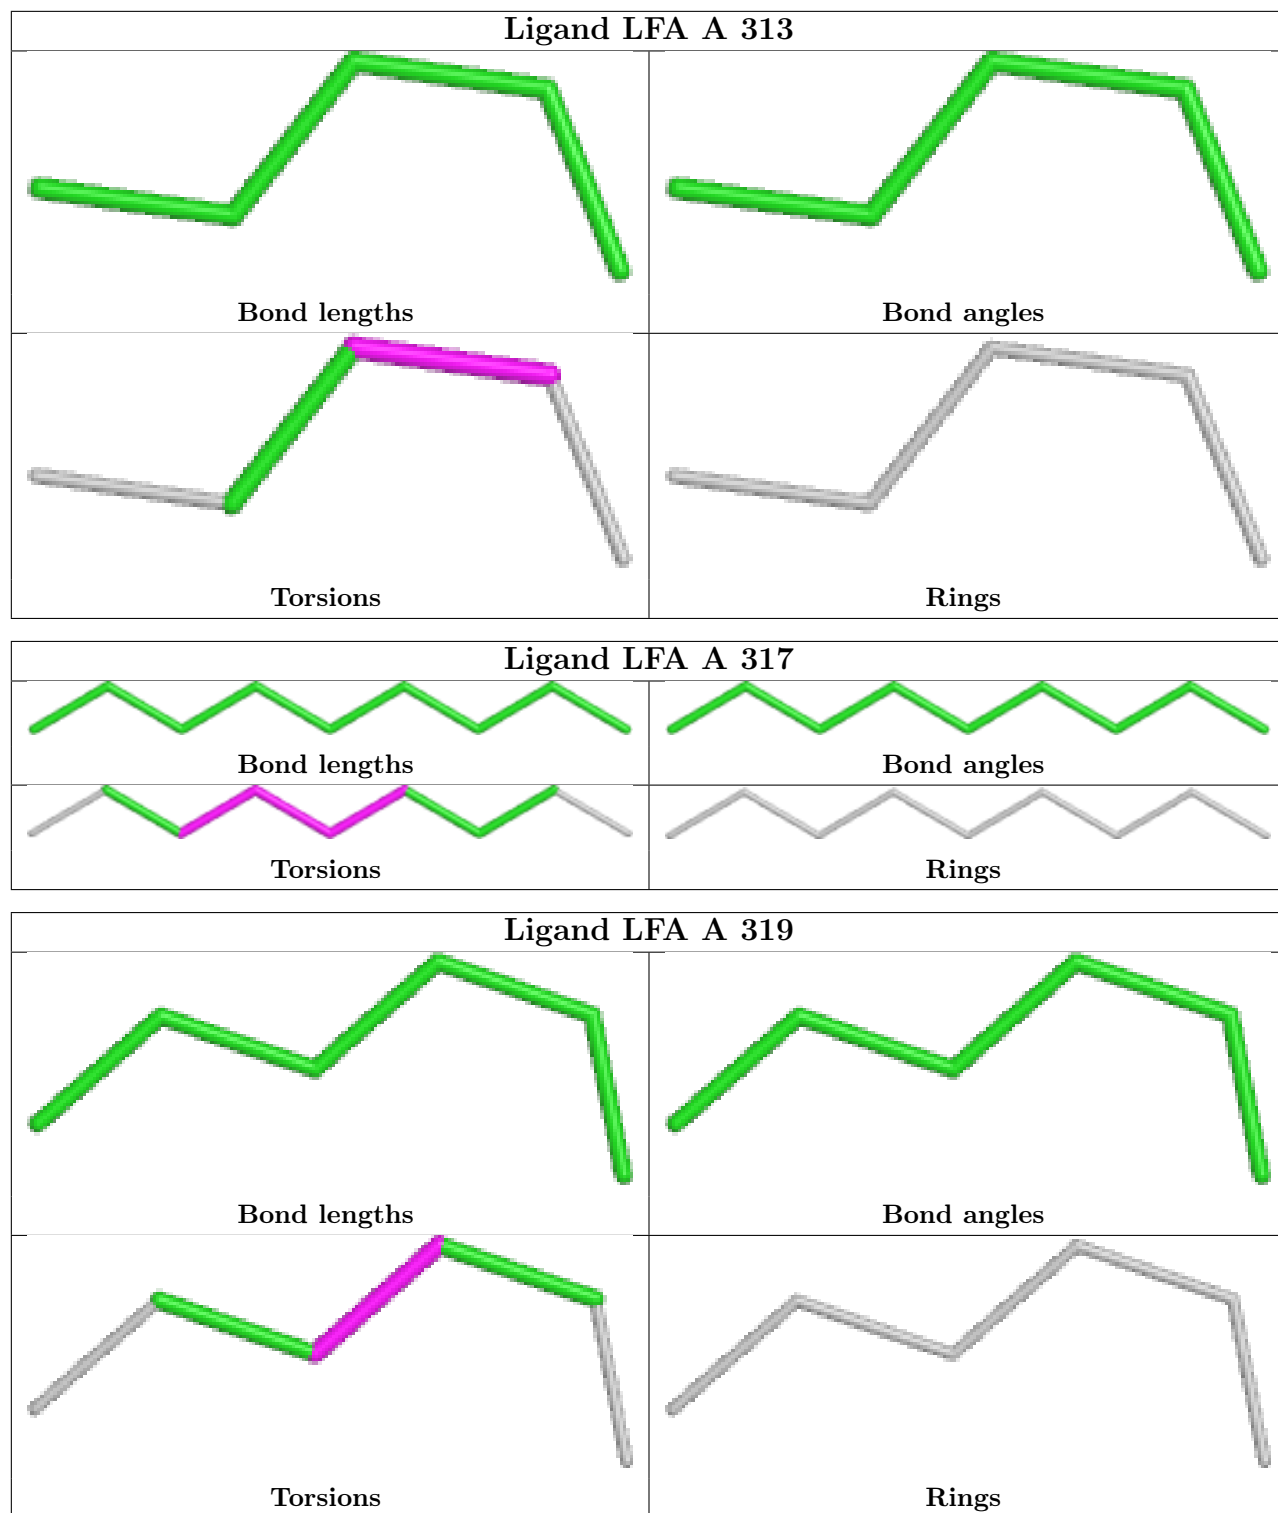 Ligand LFA A 313
Bond lengths
Bond angles
Torsions
Rings
Ligand LFA A 317
Bond lengths
Bond angles
Torsions
Rings
Ligand LFA A 319
Bond lengths
Bond angles
Torsions
Rings